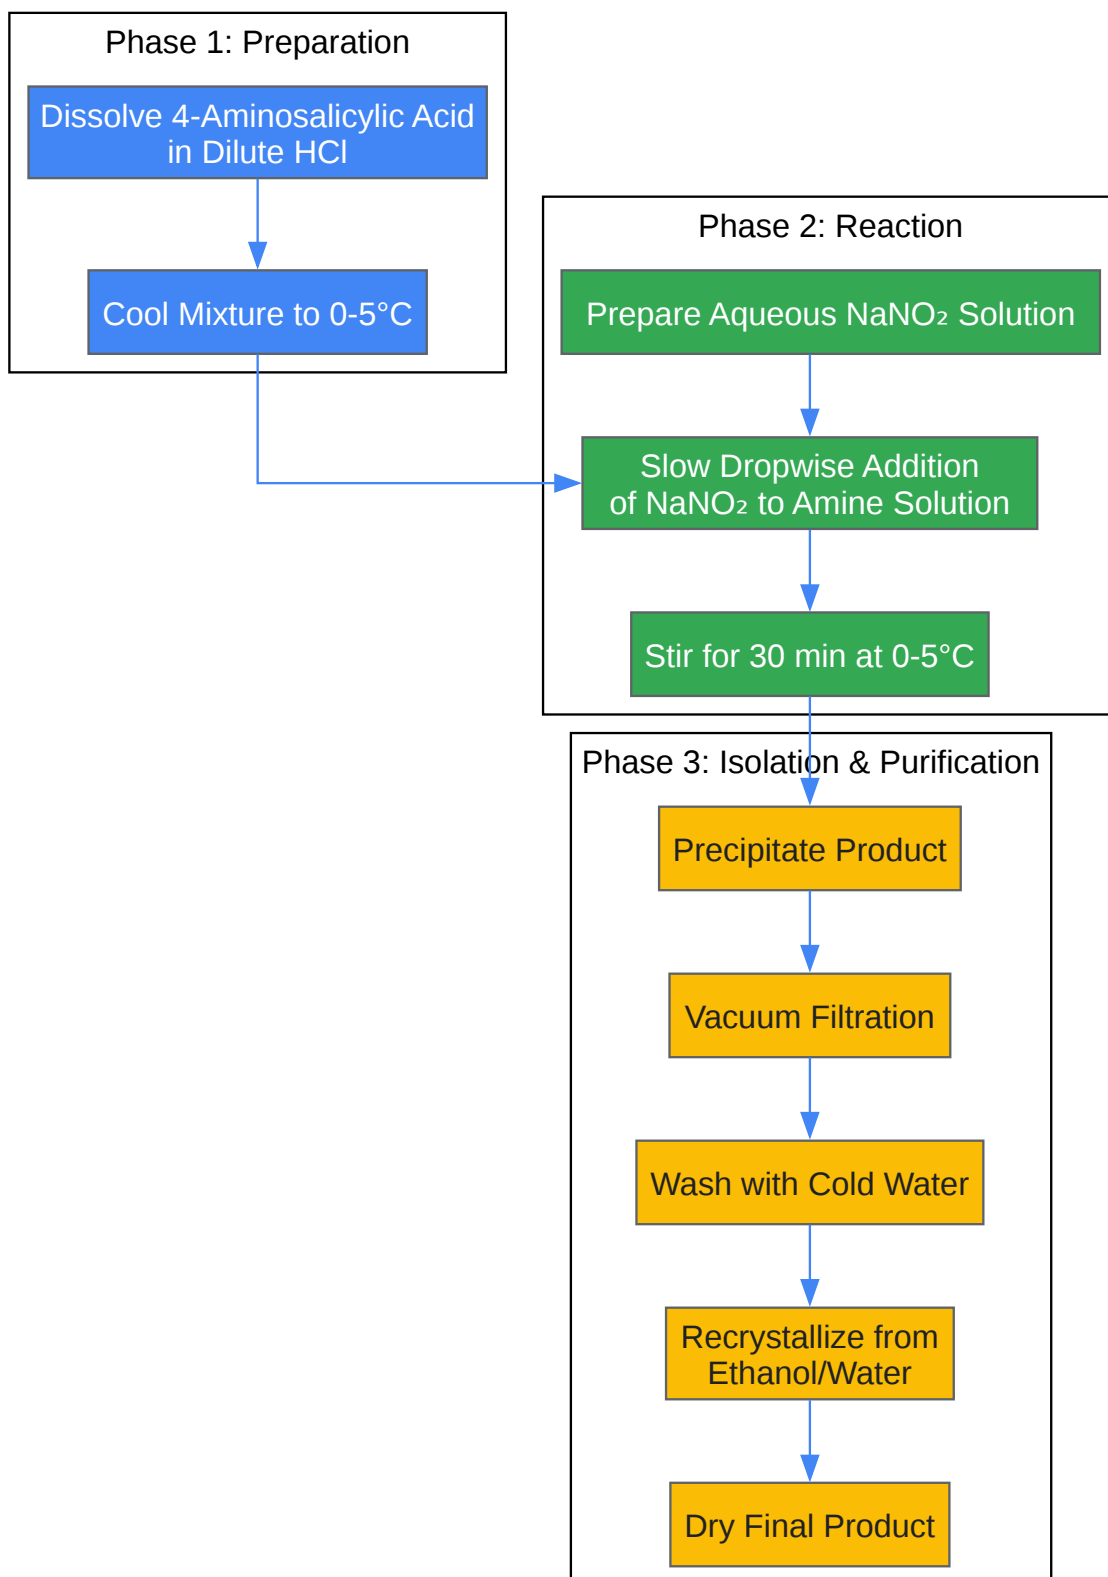 Phase 1: Preparation
Dissolve 4-Aminosalicylic Acid
in Dilute HCl
Cool Mixture to 0-5°C
Phase 2: Reaction
Prepare Aqueous NaNO₂ Solution
Slow Dropwise Addition
of NaNO₂ to Amine Solution
Stir for 30 min at 0-5°C
Phase 3: Isolation & Purification
Precipitate Product
Vacuum Filtration
Wash with Cold Water
Recrystallize from
Ethanol/Water
Dry Final Product